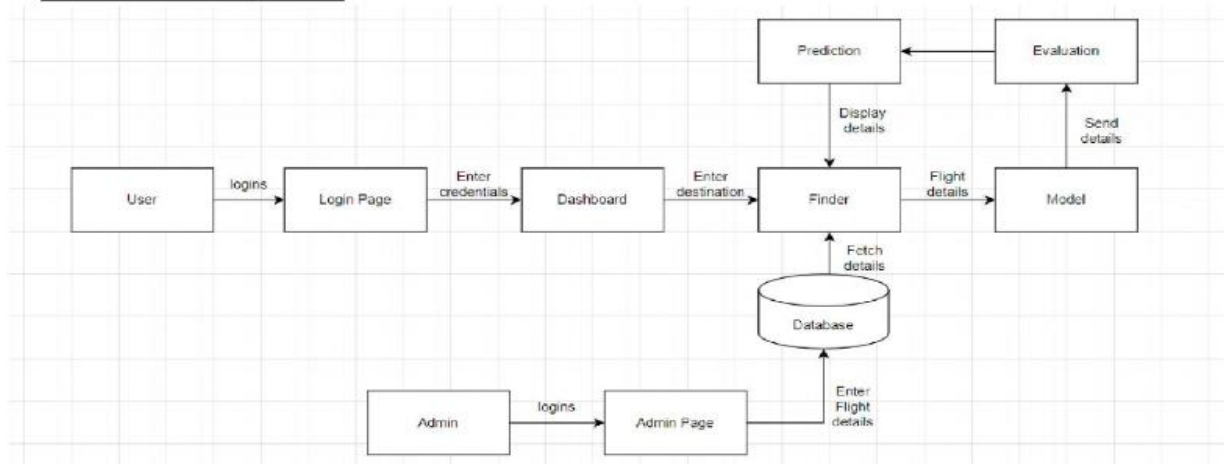 Prediction
Evaluation
Display
details
Send
details
User
logins
Login Page
Enter
credentials
Dashboard
Enter
destination
Finder
Flight
details
Model
Fetch
details
Database
Enter
Flight
details
Admin
logins
Admin Page